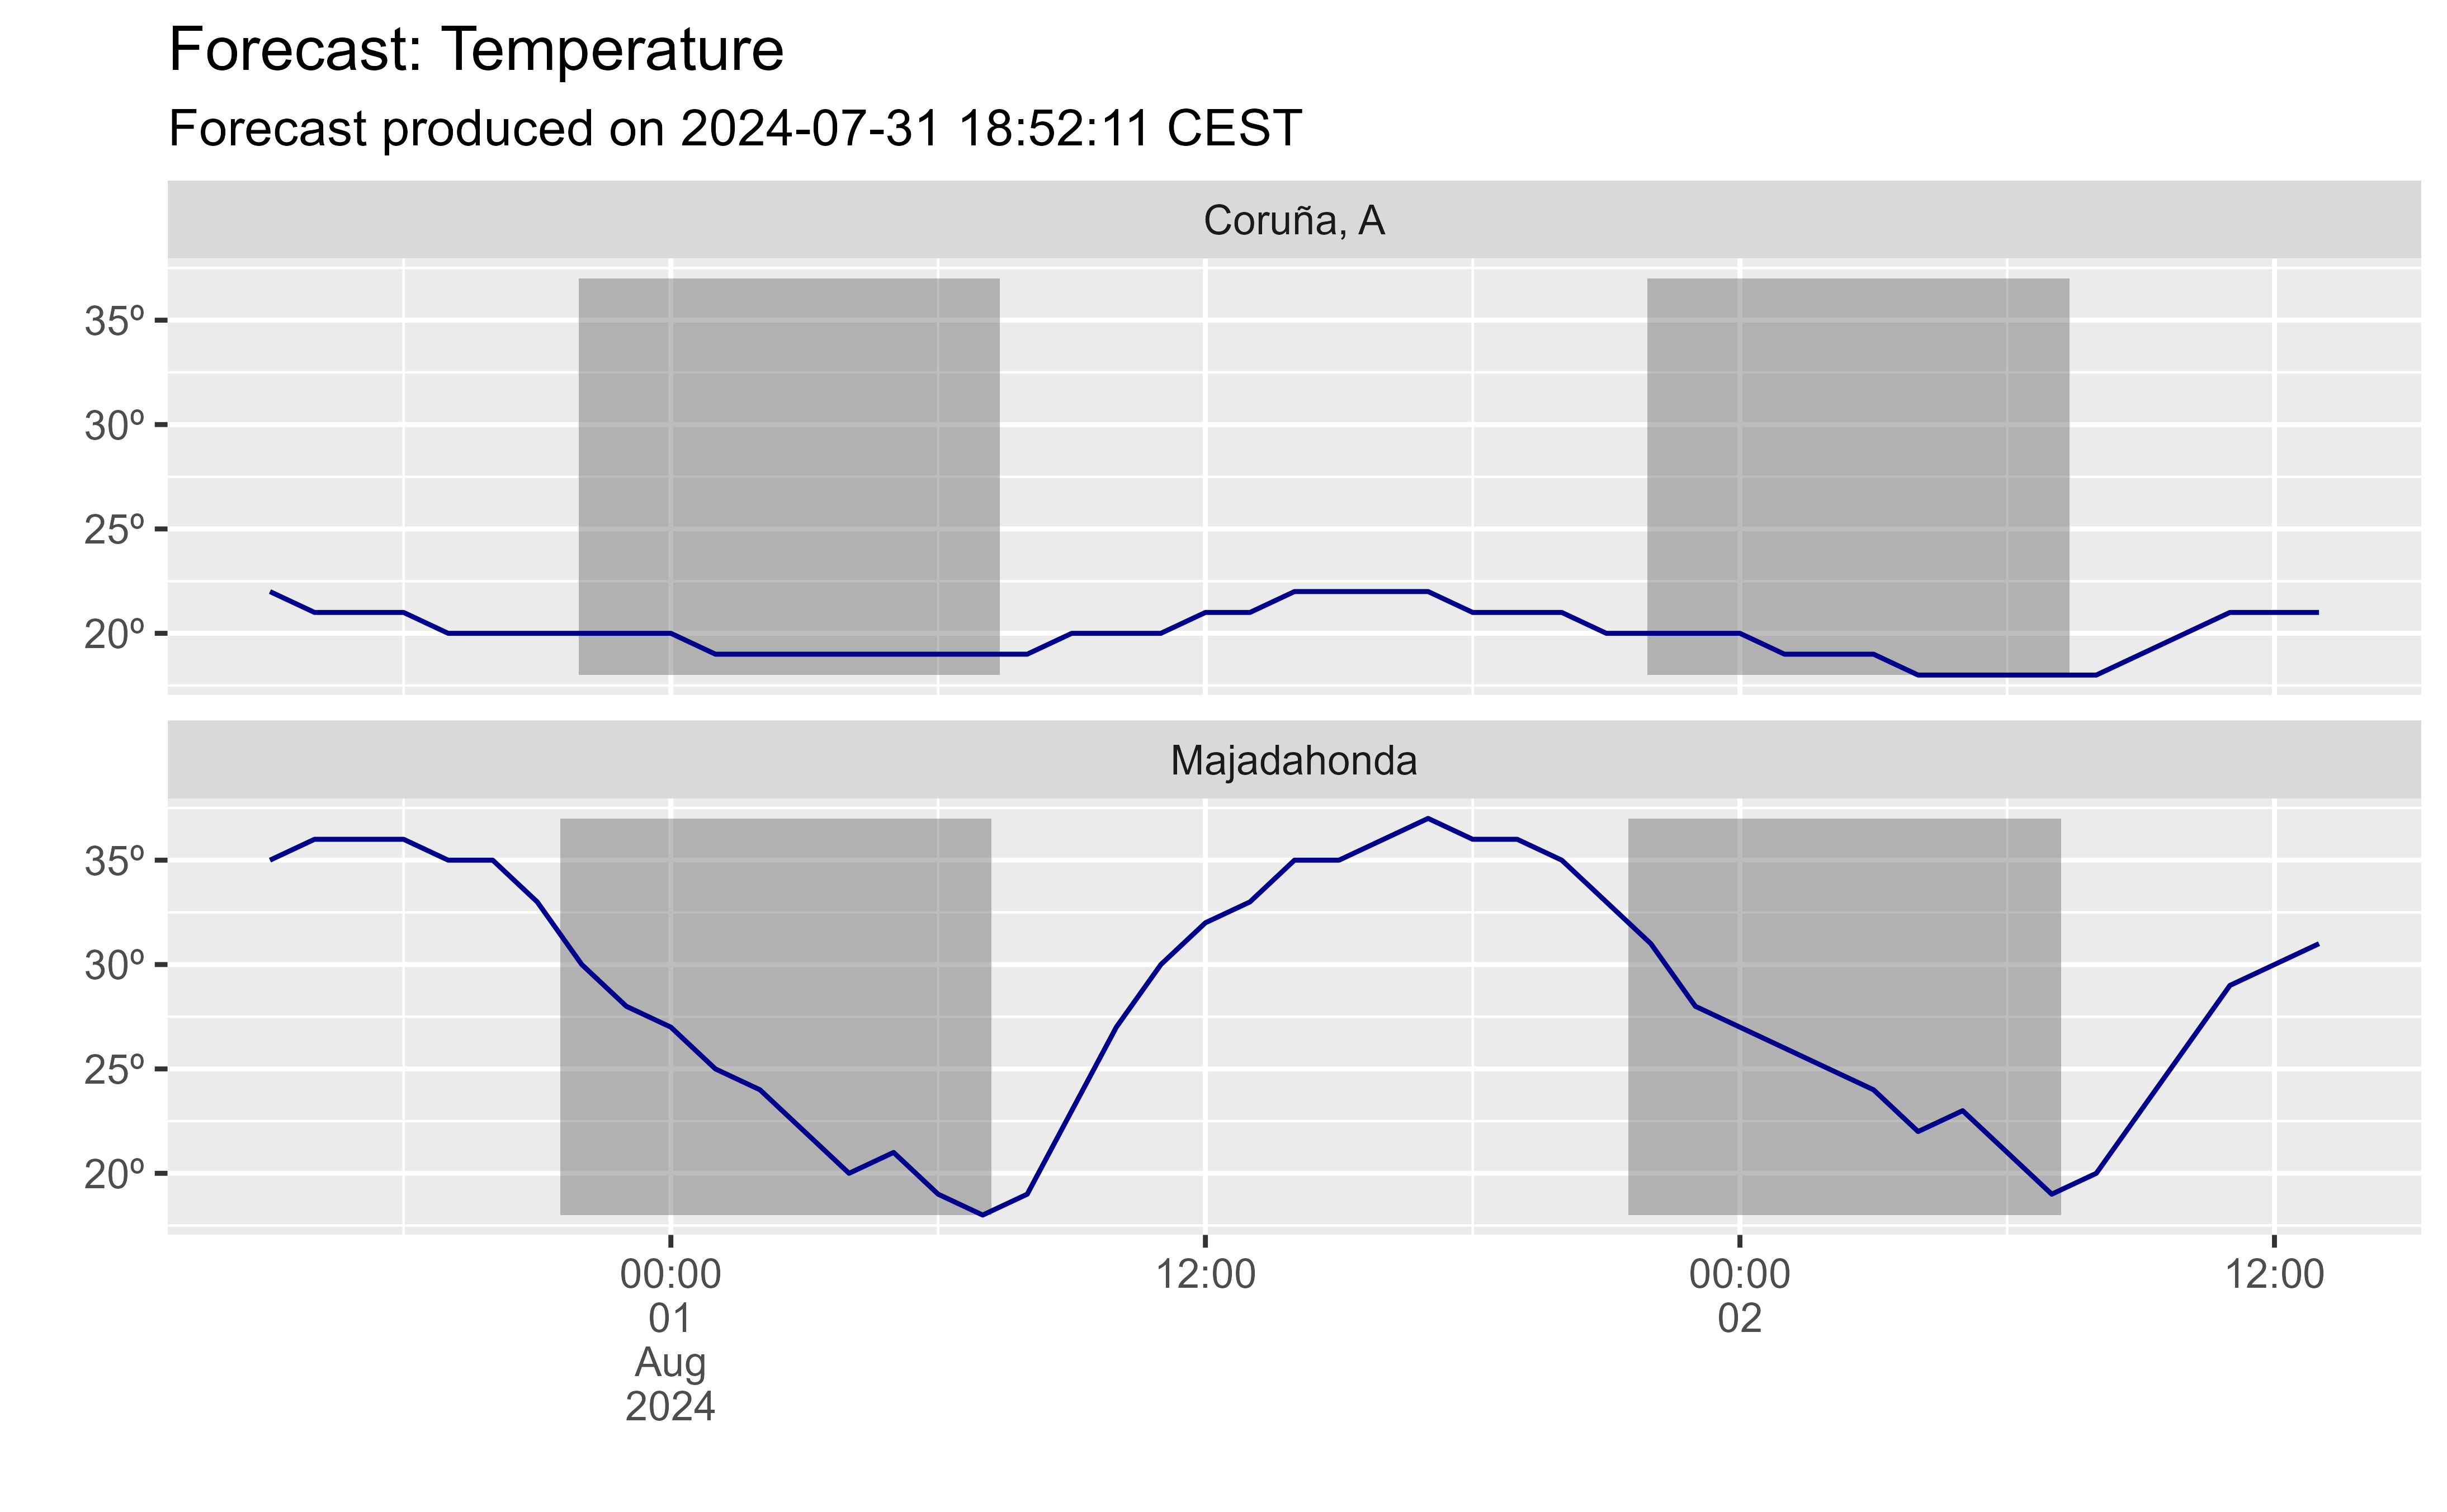 Forecast: Temperature
Forecast produced on 2024-07-31 18:52:11 CEST
Coruña, A
35º
30º
25º
20º
Majadahonda
35º
30º
25º
20º
00:00 12:00 00:00 12:00
01 02
Aug
2024